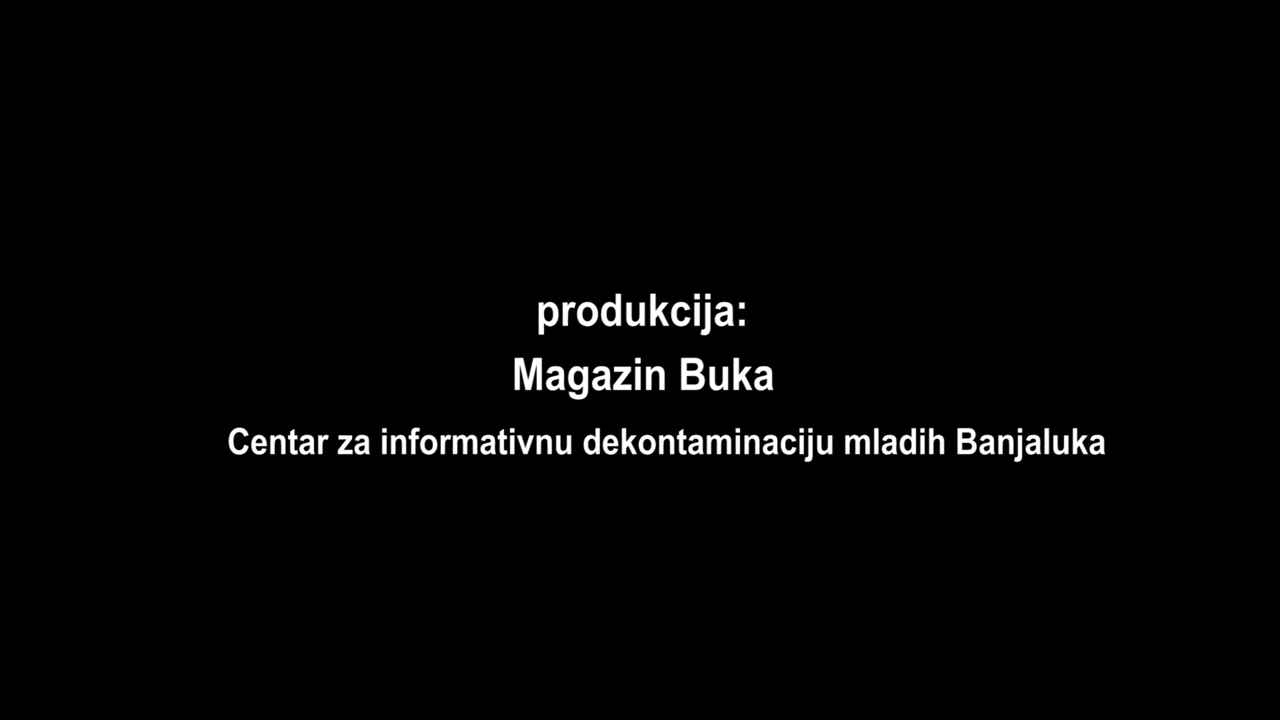 produkcija:
Magazin Buka
Centar za informativnu dekontaminaciju mladih Banjaluka